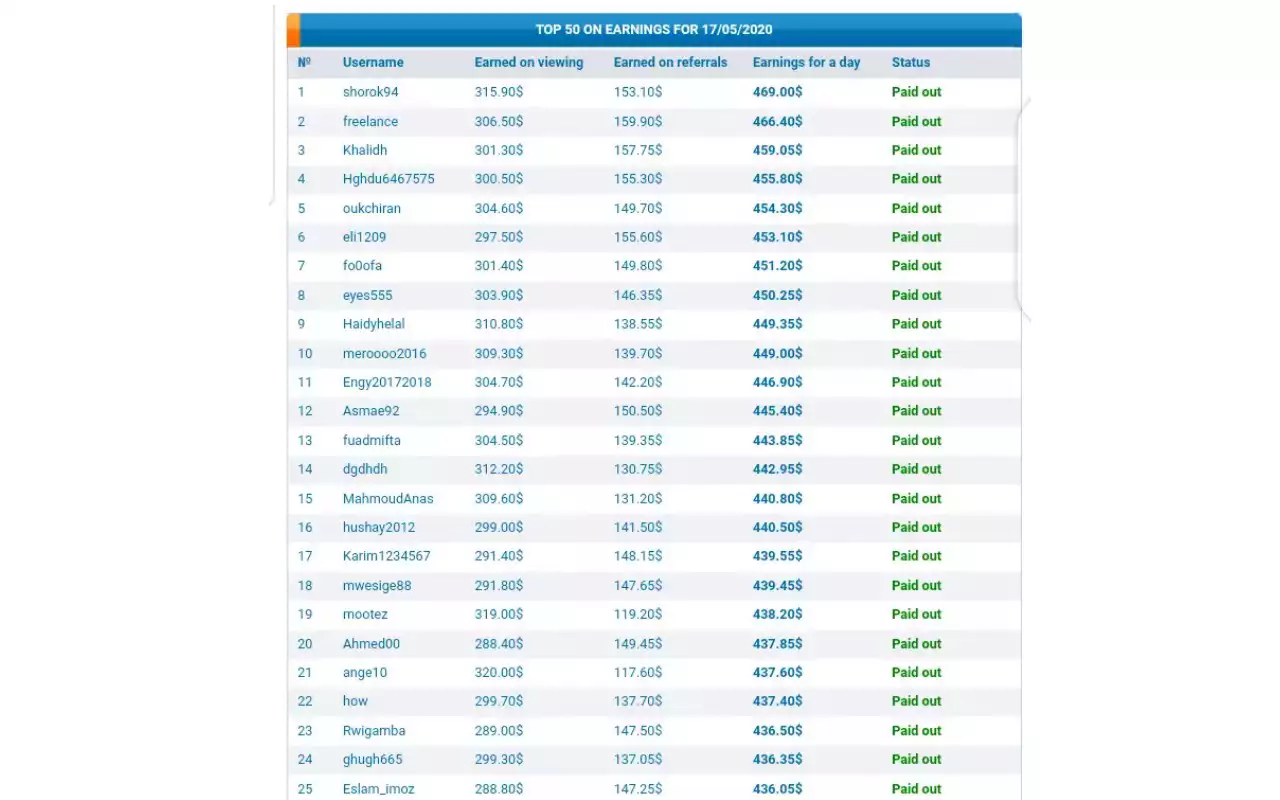 TOP 50 ON EARNINGS FOR 17/05/2020
Nº Username Earned on viewing Earned on referrals Earnings for a day Status
1 shorok94 315.90$ 153.10$ 469.00$ Paid out
2 freelance 306.50$ 159.90$ 466.40$ Paid out
3 Khalidh 301.30$ 157.75$ 459.05$ Paid out
4 Hghdu6467575 300.50$ 155.30$ 455.80$ Paid out
5 oukchiran 304.60$ 149.70$ 454.30$ Paid out
6 eli1209 297.50$ 155.60$ 453.10$ Paid out
7 fo0ofa 301.40$ 149.80$ 451.20$ Paid out
8 eyes555 303.90$ 146.35$ 450.25$ Paid out
9 Haidyhelal 310.80$ 138.55$ 449.35$ Paid out
10 meroooo2016 309.30$ 139.70$ 449.00$ Paid out
11 Engy20172018 304.70$ 142.20$ 446.90$ Paid out
12 Asmae92 294.90$ 150.50$ 445.40$ Paid out
13 fuadmifta 304.50$ 139.35$ 443.85$ Paid out
14 dgdhdh 312.20$ 130.75$ 442.95$ Paid out
15 MahmoudAnas 309.60$ 131.20$ 440.80$ Paid out
16 hushay2012 299.00$ 141.50$ 440.50$ Paid out
17 Karim1234567 291.40$ 148.15$ 439.55$ Paid out
18 mwesige88 291.80$ 147.65$ 439.45$ Paid out
19 mootez 319.00$ 119.20$ 438.20$ Paid out
20 Ahmed00 288.40$ 149.45$ 437.85$ Paid out
21 ange10 320.00$ 117.60$ 437.60$ Paid out
22 how 299.70$ 137.70$ 437.40$ Paid out
23 Rwigamba 289.00$ 147.50$ 436.50$ Paid out
24 ghugh665 299.30$ 137.05$ 436.35$ Paid out
25 Eslam_imoz 288.80$ 147.25$ 436.05$ Paid out